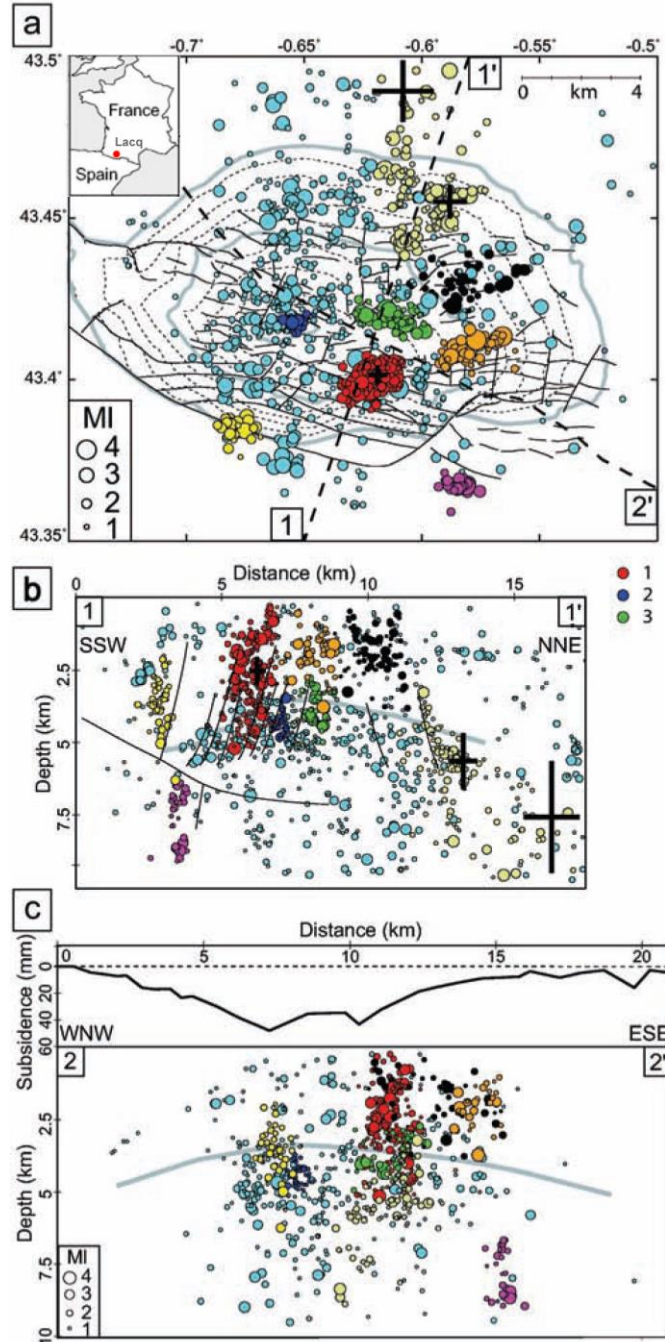 a
-0.7°
-0.65°
-0.6°
-0.55°
-0.5°
43.5°
43.45°
43.4°
43.35°
France
Lacq
Spain
1'
0 km 4
MI
4
3
2
1
1
2'
b
Distance (km)
0 5 10 15
1
1'
SSW
NNE
Depth (km)
2.5
5
7.5
1
2
3
c
Distance (km)
0 5 10 15 20
Subsidence (mm)
0
20
40
60
WNW
ESE
2
2'
Depth (km)
2.5
5
7.5
10
MI
4
3
2
1